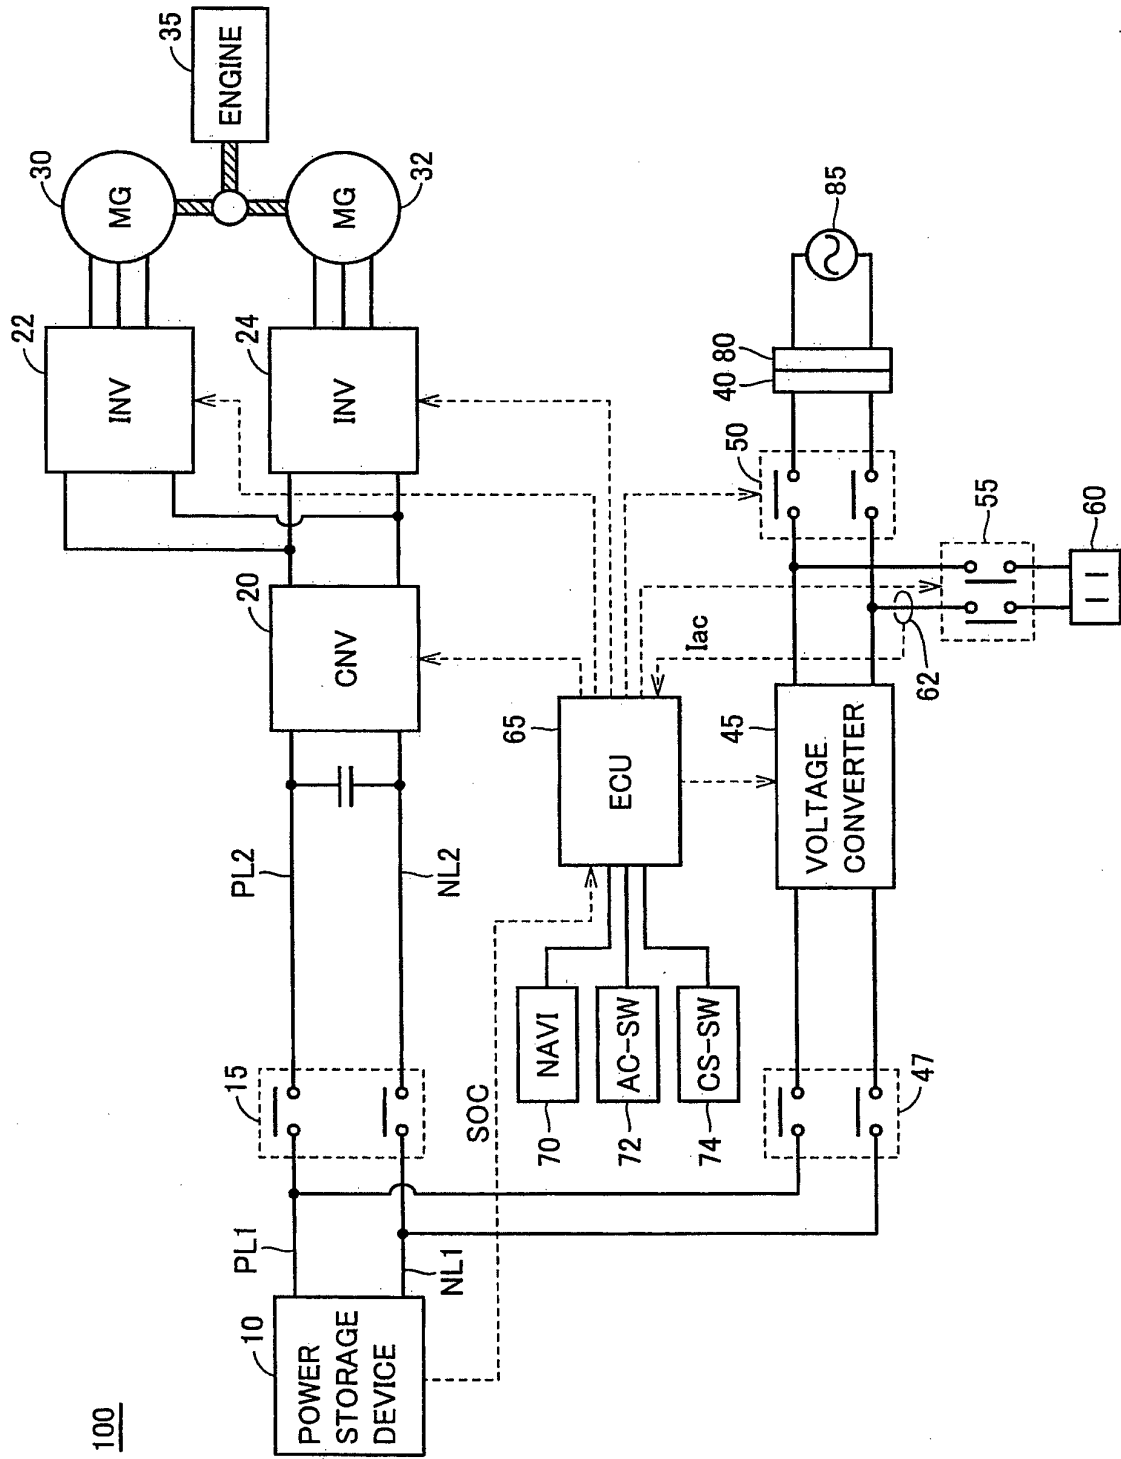 100
10
POWER
STORAGE
DEVICE
PL1
NL1
15
PL2
NL2
20
CNV
22
INV
24
INV
30
MG
32
MG
35
ENGINE
SOC
70
NAVI
72
AC-SW
74
CS-SW
65
ECU
Iac
47
45
VOLTAGE
CONVERTER
62
50
55
60
40
80
85